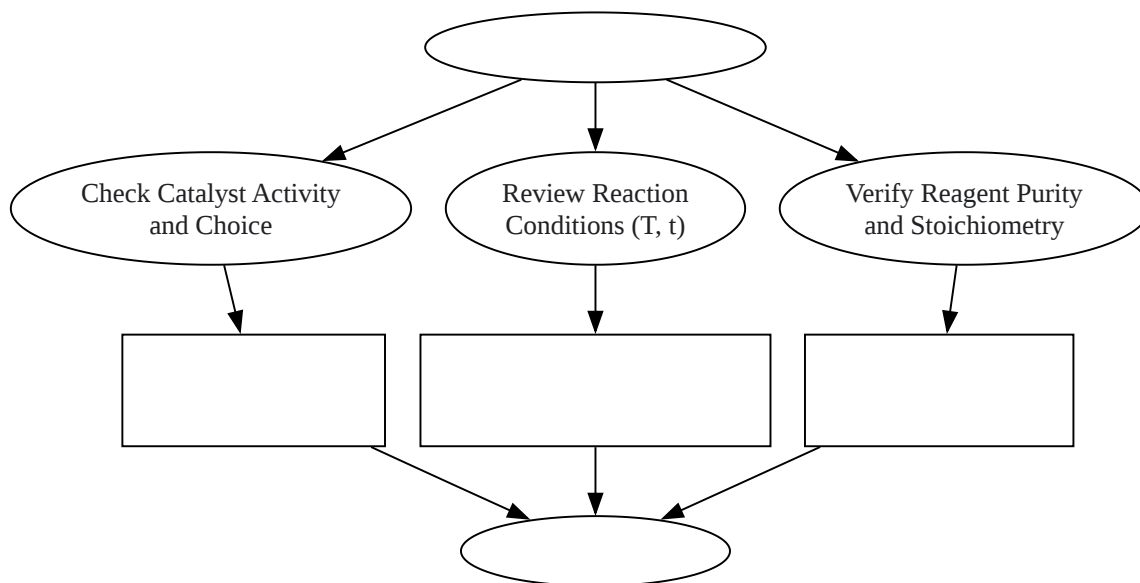 Check Catalyst Activity
and Choice
Review Reaction
Conditions (T, t)
Verify Reagent Purity
and Stoichiometry